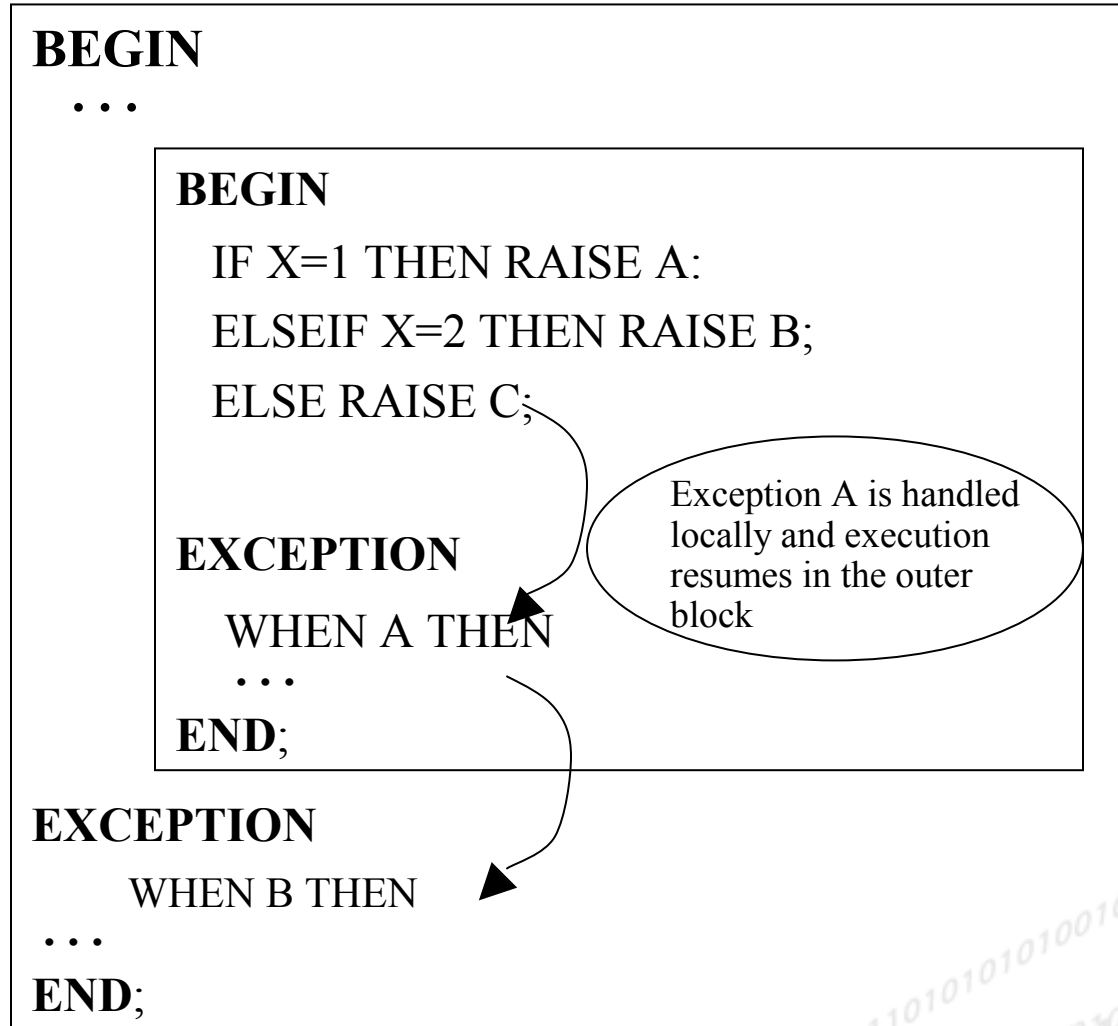 BEGIN
. . .
BEGIN
IF X=1 THEN RAISE A:
ELSEIF X=2 THEN RAISE B;
ELSE RAISE C;
Exception A is handled
locally and execution
resumes in the outer
block
EXCEPTION
WHEN A THEN
. . .
END;
EXCEPTION
WHEN B THEN
. . .
END;